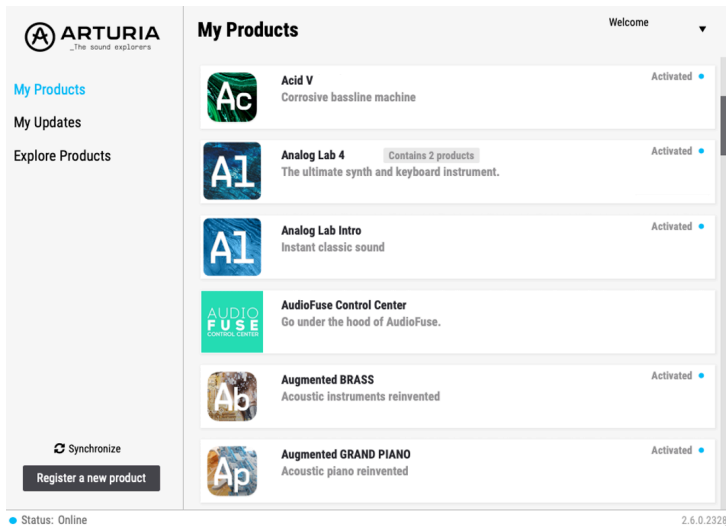 ARTURIA
_The sound explorers
My Products
Welcome
My Products
My Updates
Explore Products
Ac
Acid V
Corrosive bassline machine
Activated
Al
Analog Lab 4
Contains 2 products
The ultimate synth and keyboard instrument.
Activated
Al
Analog Lab Intro
Instant classic sound
Activated
AUDIO
FUSE
CONTROL CENTER
AudioFuse Control Center
Go under the hood of AudioFuse.
Ab
Augmented BRASS
Acoustic instruments reinvented
Activated
Ap
Augmented GRAND PIANO
Acoustic piano reinvented
Activated
Synchronize
Register a new product
Status: Online
2.6.0.2328